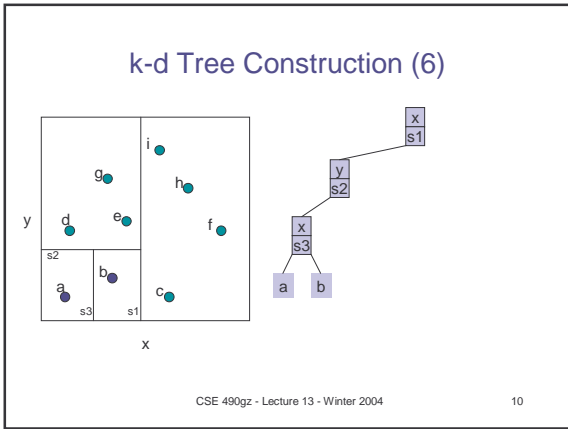 k-d Tree Construction (6)
x
s1
i
y
g
s2
h
y
d
e
f
x
s2
s3
b
a
c
a
b
s3
s1
x
CSE 490gz - Lecture 13 - Winter 2004
10